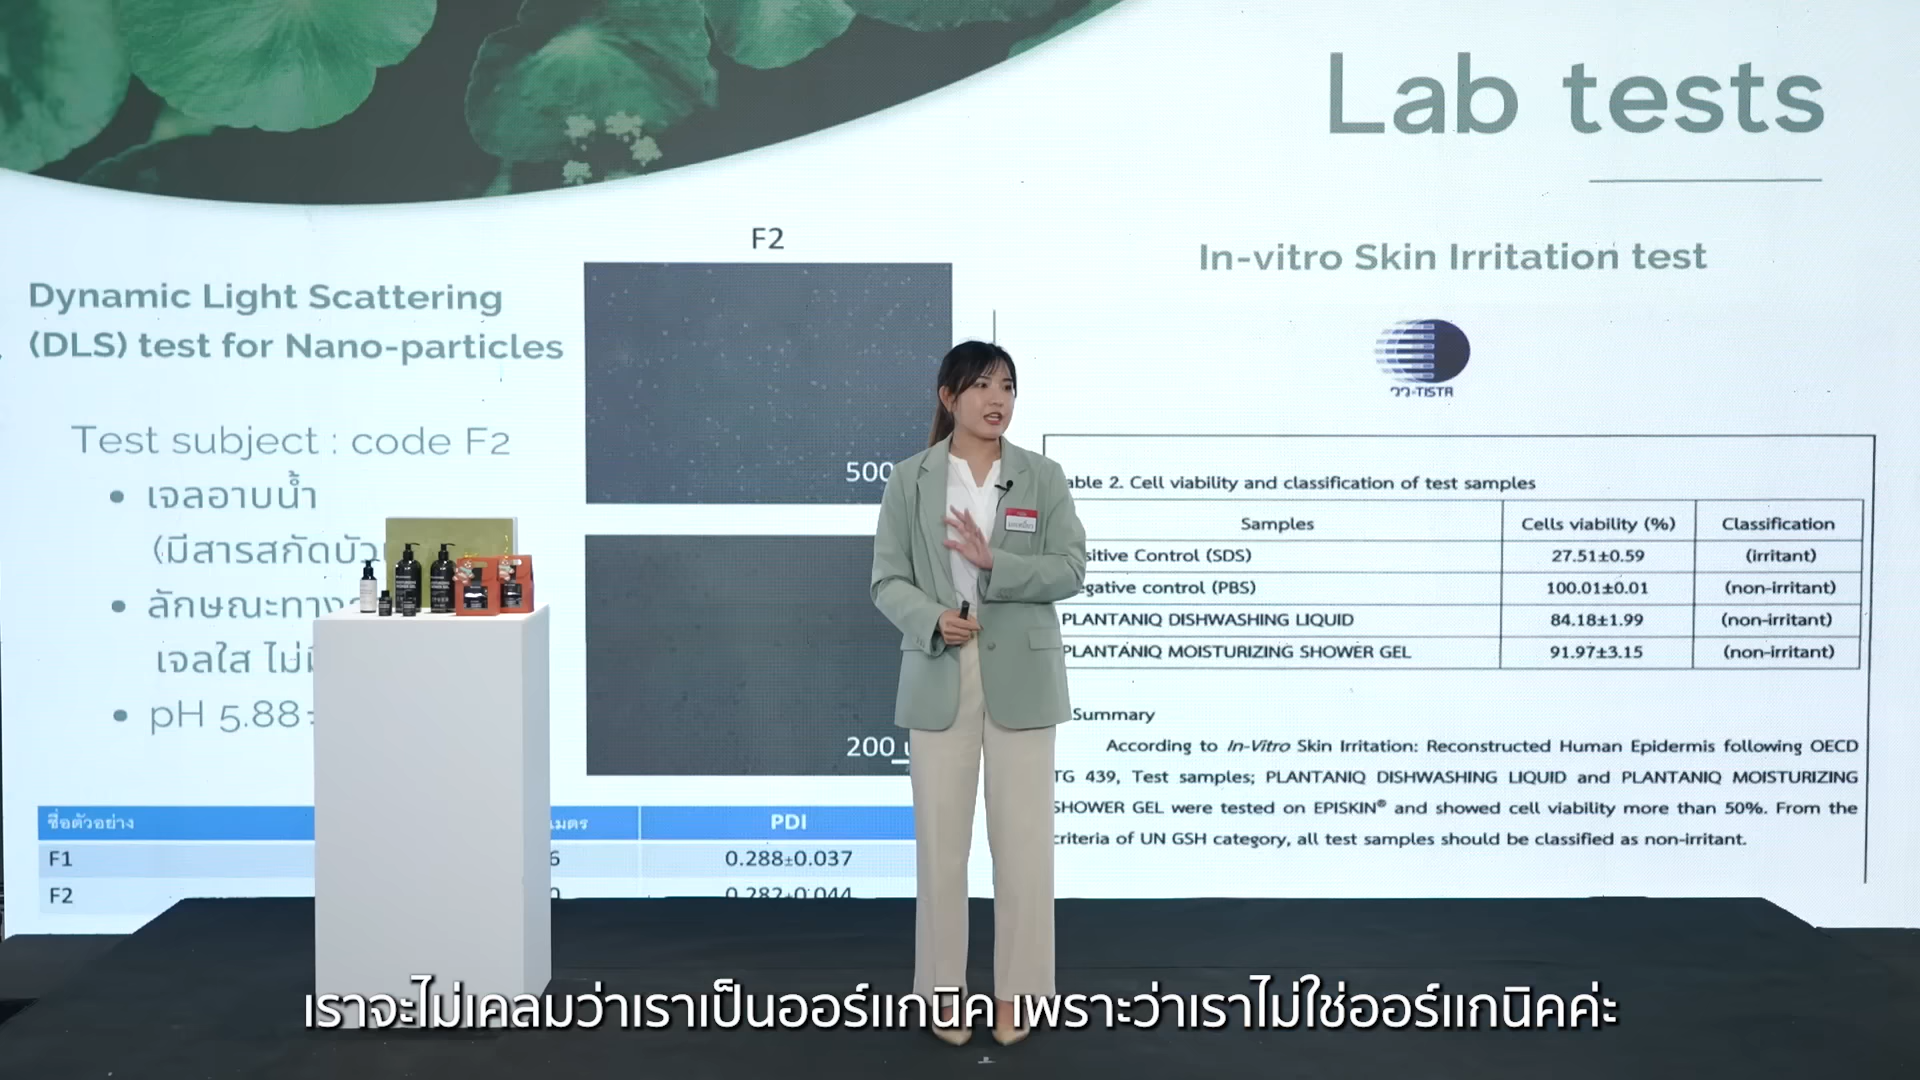 Lab tests
Dynamic Light Scattering
(DLS) test for Nano-particles
Test subject : code F2
• เจลอาบน้ำ
(มีสารสกัดบัว
• ลักษณะทาง
เจลใส
• pH 5.88
F2
500
200
ชื่อตัวอย่าง PDI
F1 6 0.288±0.037
F2 0 0.282±0.044
In-vitro Skin Irritation test
วว-TISTR
able 2. Cell viability and classification of test samples
Samples Cells viability (%) Classification
sitive Control (SDS) 27.51±0.59 (irritant)
egative control (PBS) 100.01±0.01 (non-irritant)
PLANTANIQ DISHWASHING LIQUID 84.18±1.99 (non-irritant)
PLANTANIQ MOISTURIZING SHOWER GEL 91.97±3.15 (non-irritant)
Summary
According to In-Vitro Skin Irritation: Reconstructed Human Epidermis following OECD
TG 439, Test samples; PLANTANIQ DISHWASHING LIQUID and PLANTANIQ MOISTURIZING
SHOWER GEL were tested on EPISKIN® and showed cell viability more than 50%. From the
criteria of UN GSH category, all test samples should be classified as non-irritant.
เราจะไม่เคลมว่าเราเป็นออร์แกนิค เพราะว่าเราไม่ใช่ออร์แกนิคค่ะ